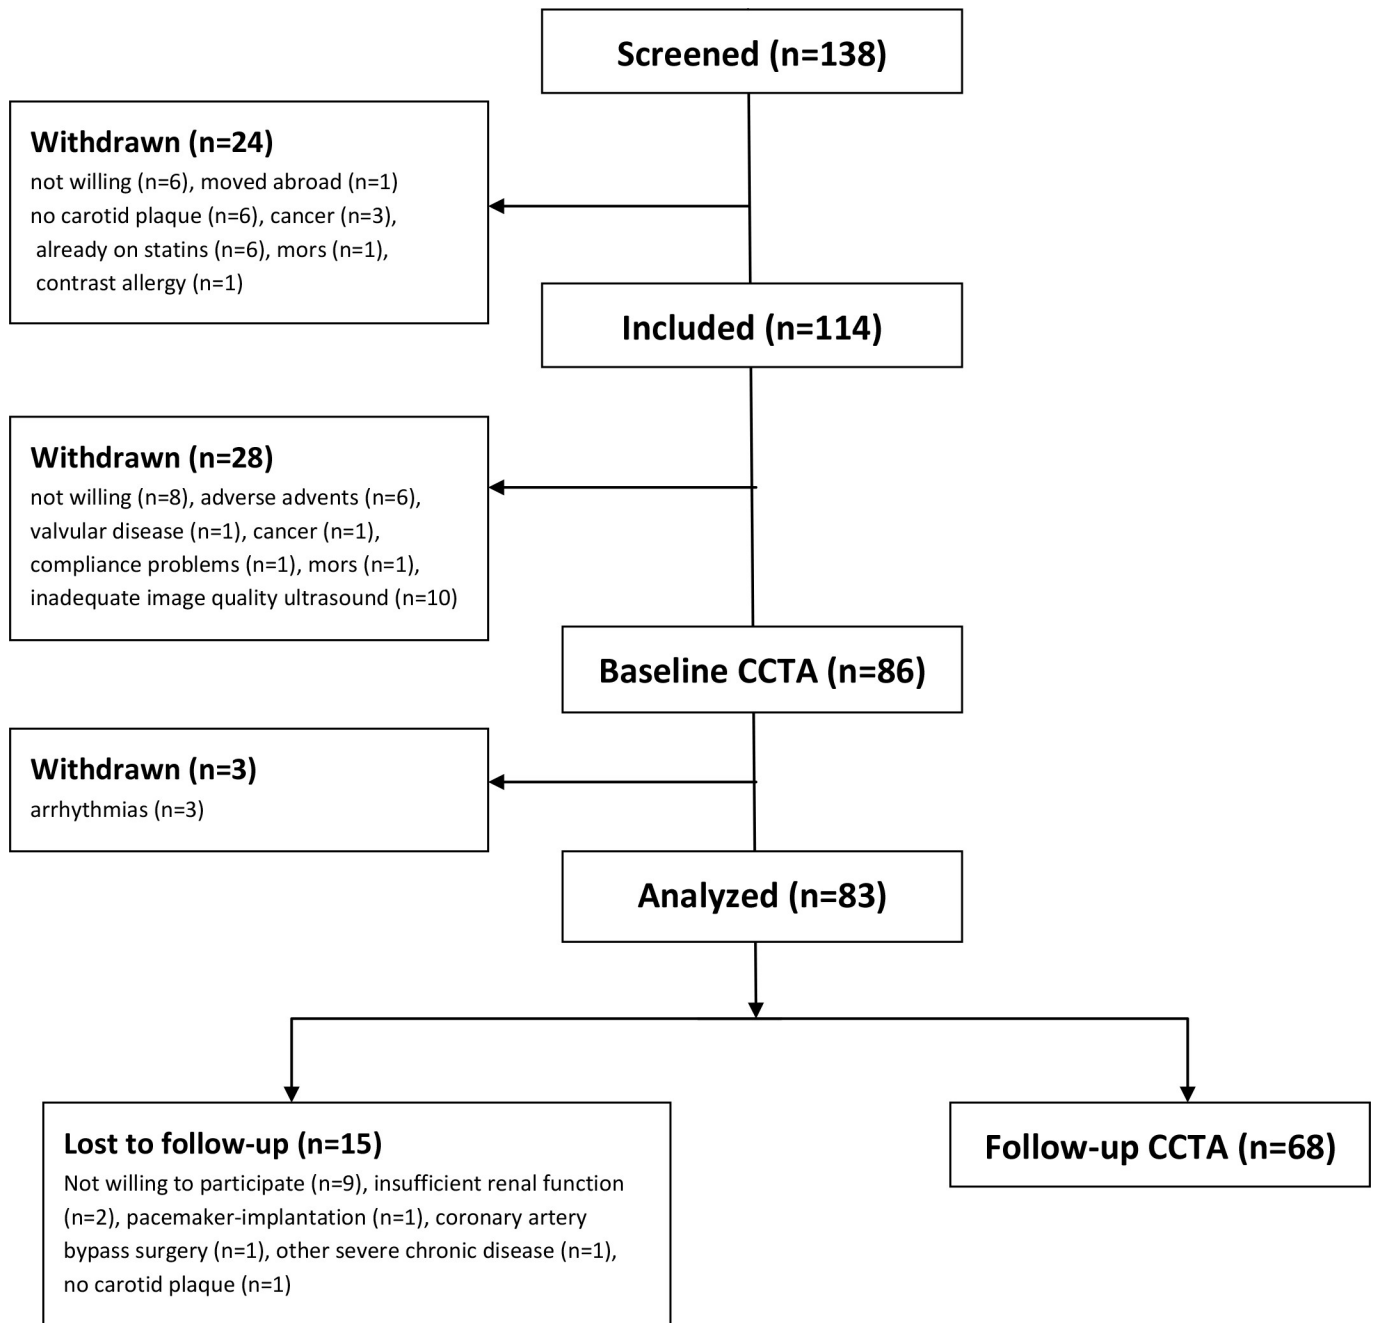 Screened (n=138)
Withdrawn (n=24)
not willing (n=6), moved abroad (n=1)
no carotid plaque (n=6), cancer (n=3),
already on statins (n=6), mors (n=1),
contrast allergy (n=1)
Included (n=114)
Withdrawn (n=28)
not willing (n=8), adverse advents (n=6),
valvular disease (n=1), cancer (n=1),
compliance problems (n=1), mors (n=1),
inadequate image quality ultrasound (n=10)
Baseline CCTA (n=86)
Withdrawn (n=3)
arrhythmias (n=3)
Analyzed (n=83)
Lost to follow-up (n=15)
Not willing to participate (n=9), insufficient renal function
(n=2), pacemaker-implantation (n=1), coronary artery
bypass surgery (n=1), other severe chronic disease (n=1),
no carotid plaque (n=1)
Follow-up CCTA (n=68)